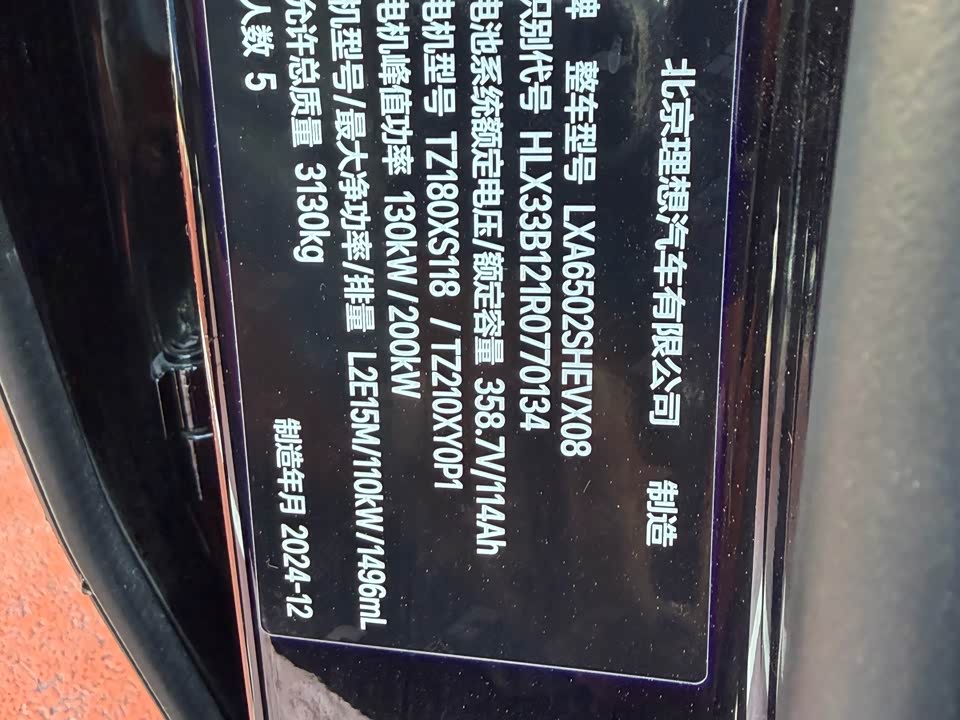 北京理想汽车有限公司 制造
牌 整车型号 LXA6502SHEVX08
识别代号 HLX33B121R0770134
电池系统额定电压/额定容量 358.7V/114Ah
电机型号 TZ180XS118 /TZ210XY0P1
电机峰值功率 130kW/200kW
机型号/最大净功率/排量 L2E15M/110kW/1496mL
允许总质量 3130kg
人数 5 制造年月 2024-12